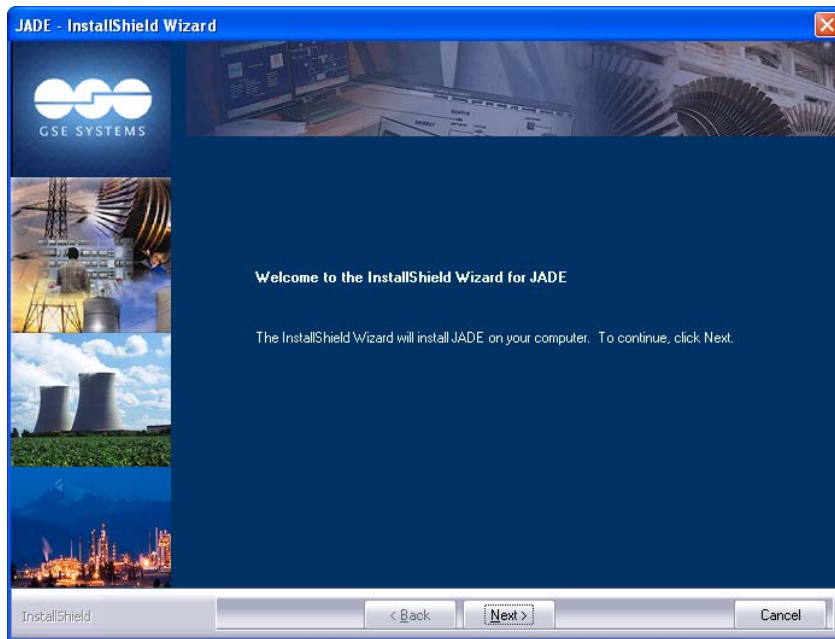 JADE - InstallShield Wizard
GSE SYSTEMS
Welcome to the InstallShield Wizard for JADE
The InstallShield Wizard will install JADE on your computer. To continue, click Next.
InstallShield
< Back
Next >
Cancel